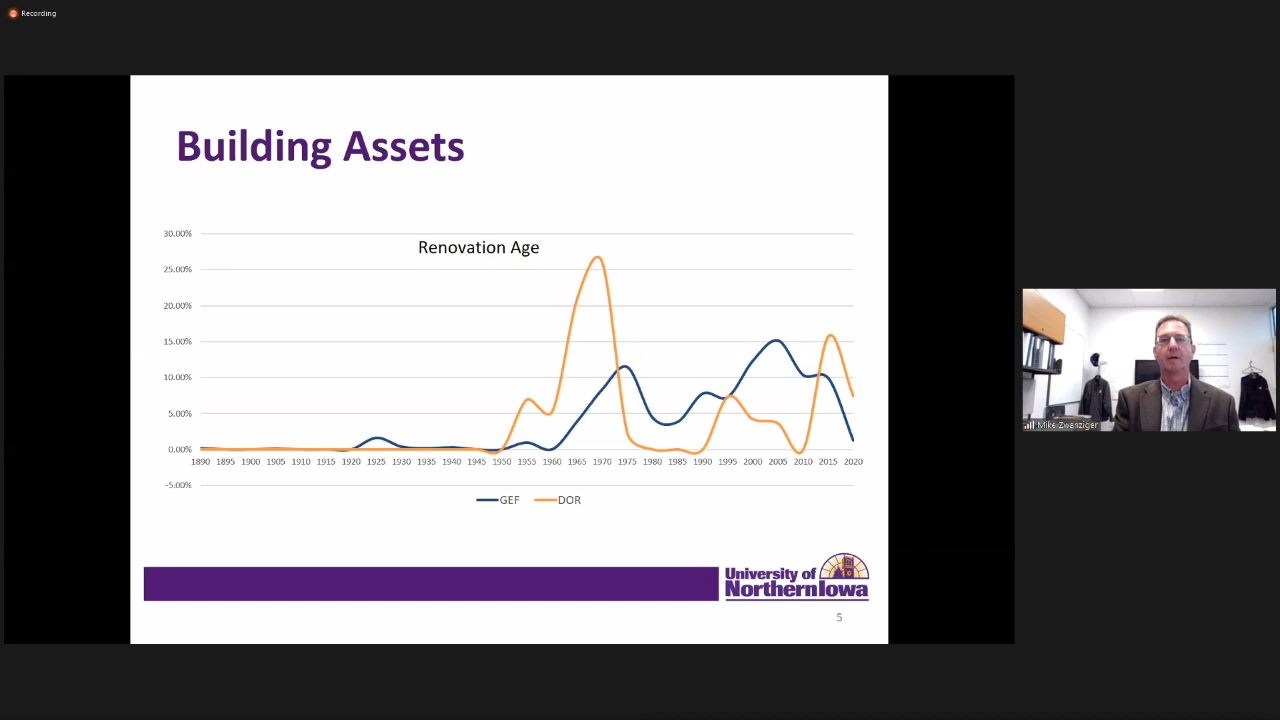 Recording
Building Assets
Renovation Age
30.00%
25.00%
20.00%
15.00%
10.00%
5.00%
0.00%
-5.00%
1890 1895 1900 1905 1910 1915 1920 1925 1930 1935 1940 1945 1950 1955 1960 1965 1970 1975 1980 1985 1990 1995 2000 2005 2010 2015 2020
GEF DOR
University of
Northern Iowa
5
Mike Zwanziger